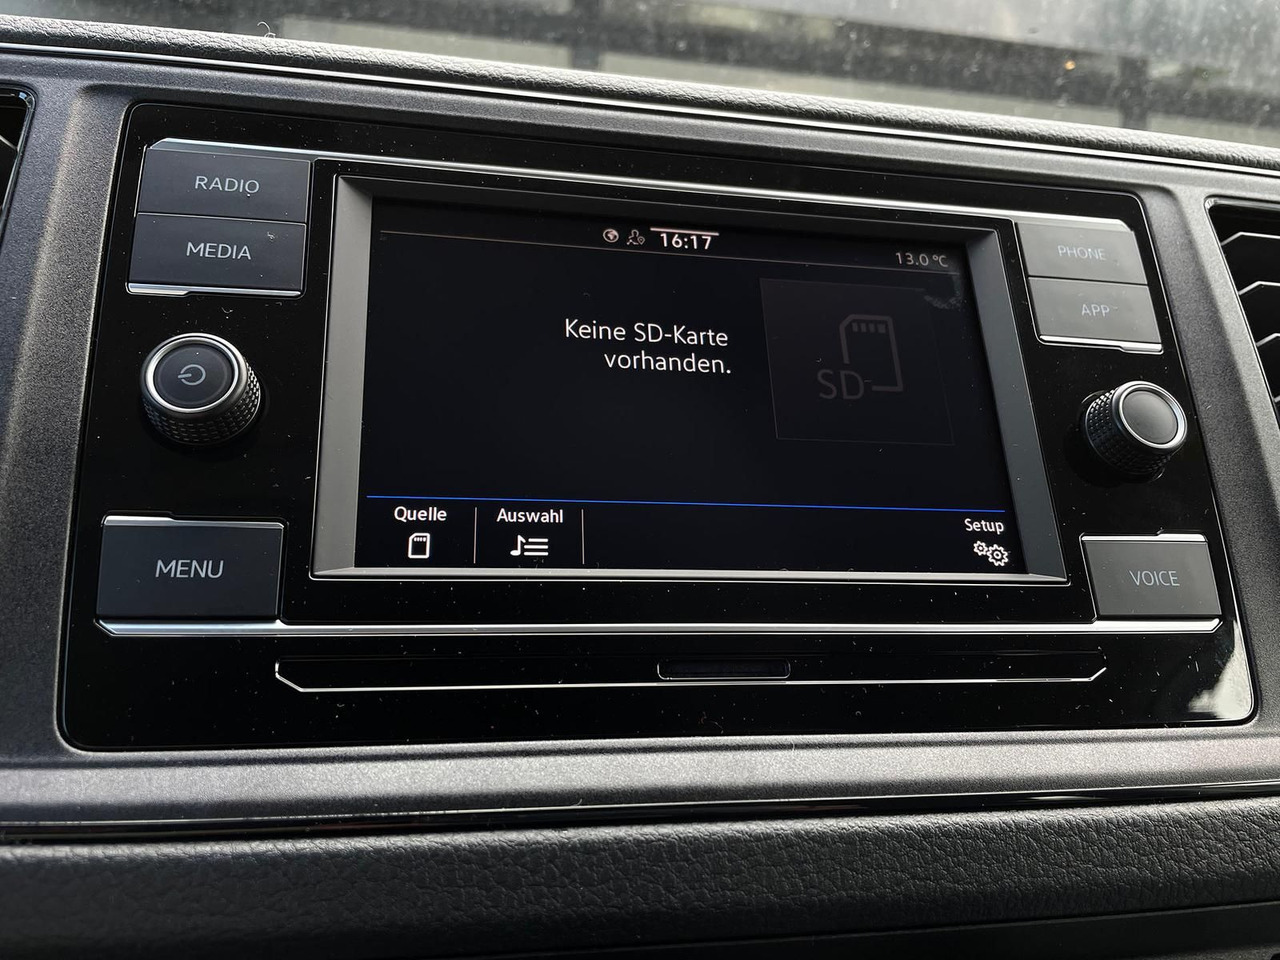 RADIO
MEDIA
MENU
16:17
13.0 °C
Keine SD-Karte
vorhanden.
SD
Quelle
Auswahl
Setup
PHONE
APP
VOICE